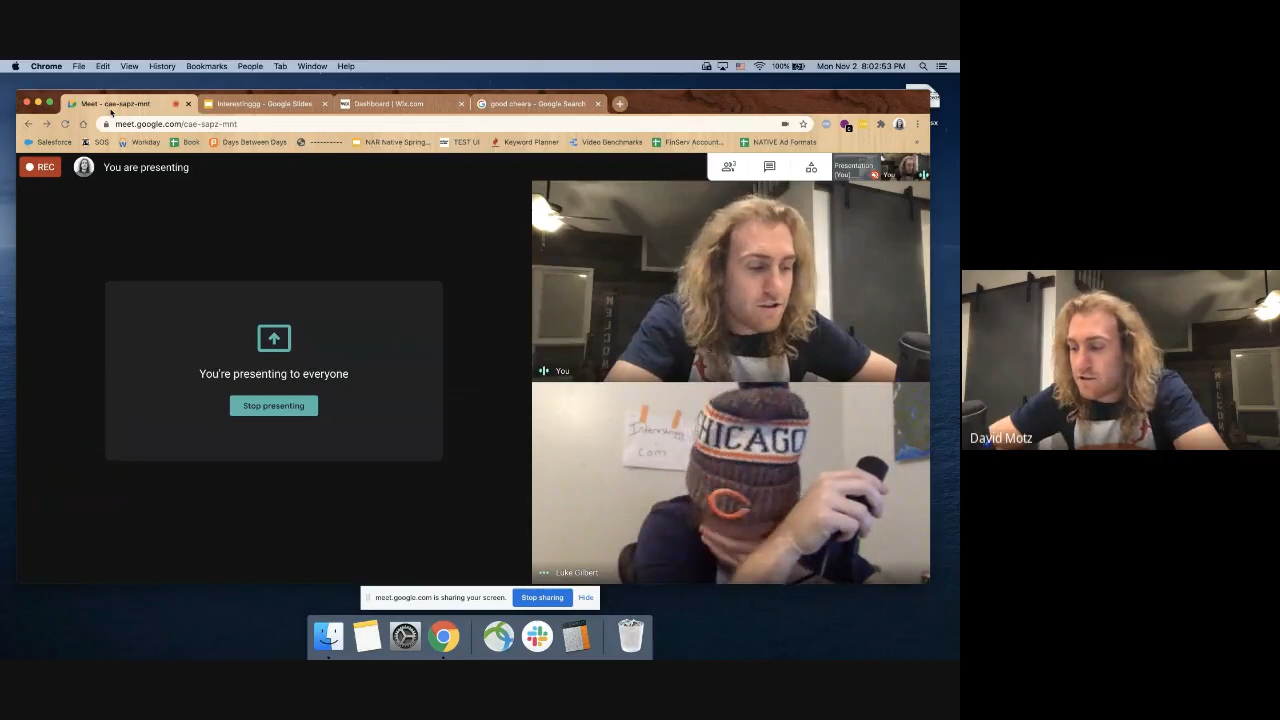 Chrome File Edit View History Bookmarks People Tab Window Help
100% Mon Nov 2 8:02:53 PM
Meet - cae-sapz-mnt
Interestinggg - Google Slides
Dashboard | Wix.com
good cheers - Google Search
meet.google.com/cae-sapz-mnt
Salesforce SOS Workday Book Days Between Days ---------- NAR Native Spring... TEST UI Keyword Planner Video Benchmarks FinServ Account... NATIVE Ad Formats »
REC You are presenting
3
Presentation
(You)
You
WELCOM
You're presenting to everyone
Stop presenting
You
CHICAGO
Interestinggg
.com
C
Luke Gilbert
meet.google.com is sharing your screen. Stop sharing Hide
David Motz